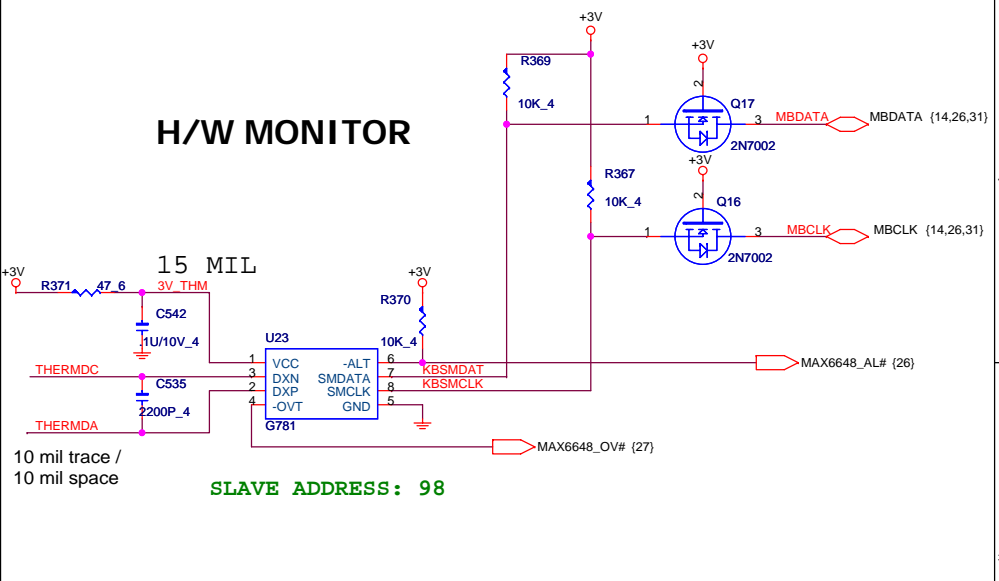 +3V
R369
10K_4
+3V
2
Q17
1
3
MBDATA
MBDATA {14,26,31}
2N7002
H/W MONITOR
+3V
R367
10K_4
2
Q16
1
3
MBCLK
MBCLK {14,26,31}
2N7002
15 MIL
+3V
R371
47_6
3V_THM
C542
.1U/10V_4
+3V
R370
10K_4
U23
1
VCC
-ALT
6
MAX6648_AL# {26}
THERMDC
3
DXN
SMDATA
7
KBSMDAT
C535
2
DXP
SMCLK
8
KBSMCLK
2200P_4
4
-OVT
GND
5
G781
THERMDA
MAX6648_OV# {27}
10 mil trace /
10 mil space
SLAVE ADDRESS: 98